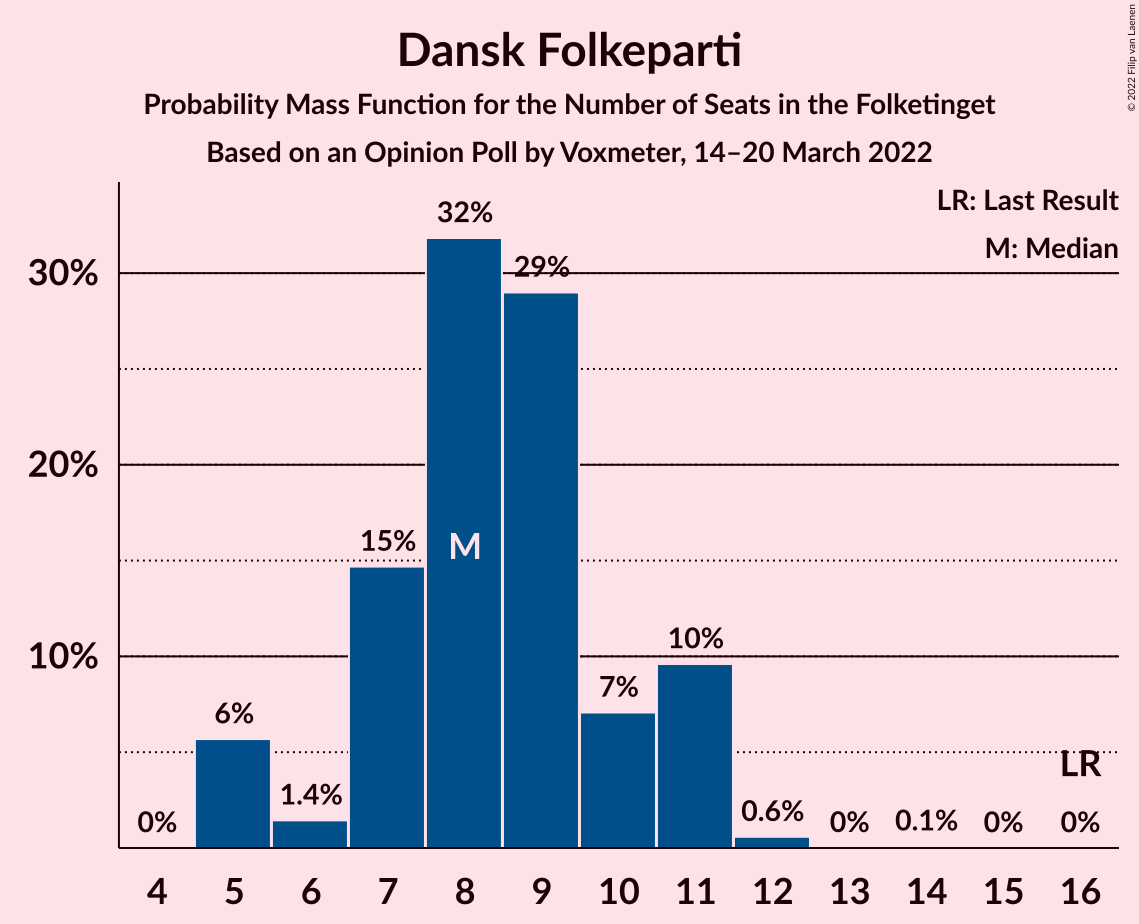 Dansk Folkeparti
Probability Mass Function for the Number of Seats in the Folketinget
Based on an Opinion Poll by Voxmeter, 14–20 March 2022
© 2022 Filip van Laenen
LR: Last Result
M: Median
30%
20%
10%
0%
6%
1.4%
15%
32%
M
29%
7%
10%
0.6%
0%
0.1%
0%
LR
0%
4 5 6 7 8 9 10 11 12 13 14 15 16